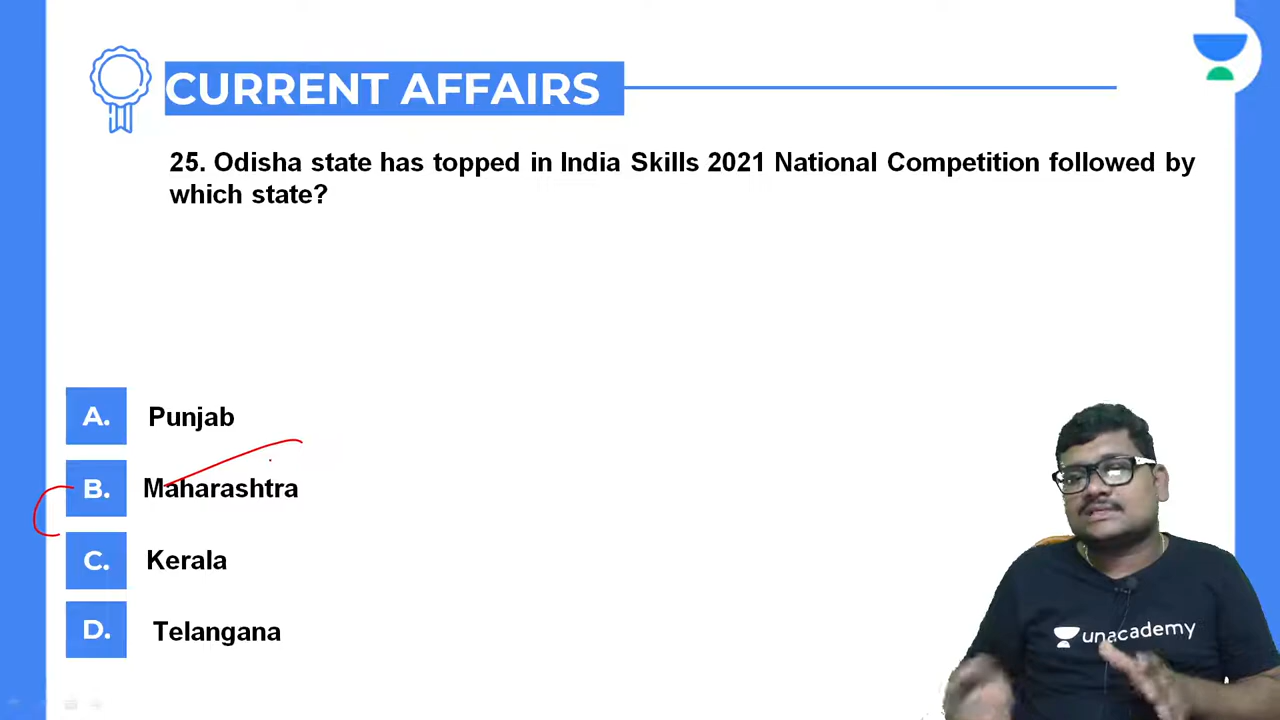 CURRENT AFFAIRS
25. Odisha state has topped in India Skills 2021 National Competition followed by
which state?
A. Punjab
B. Maharashtra
C. Kerala
D. Telangana
unacademy